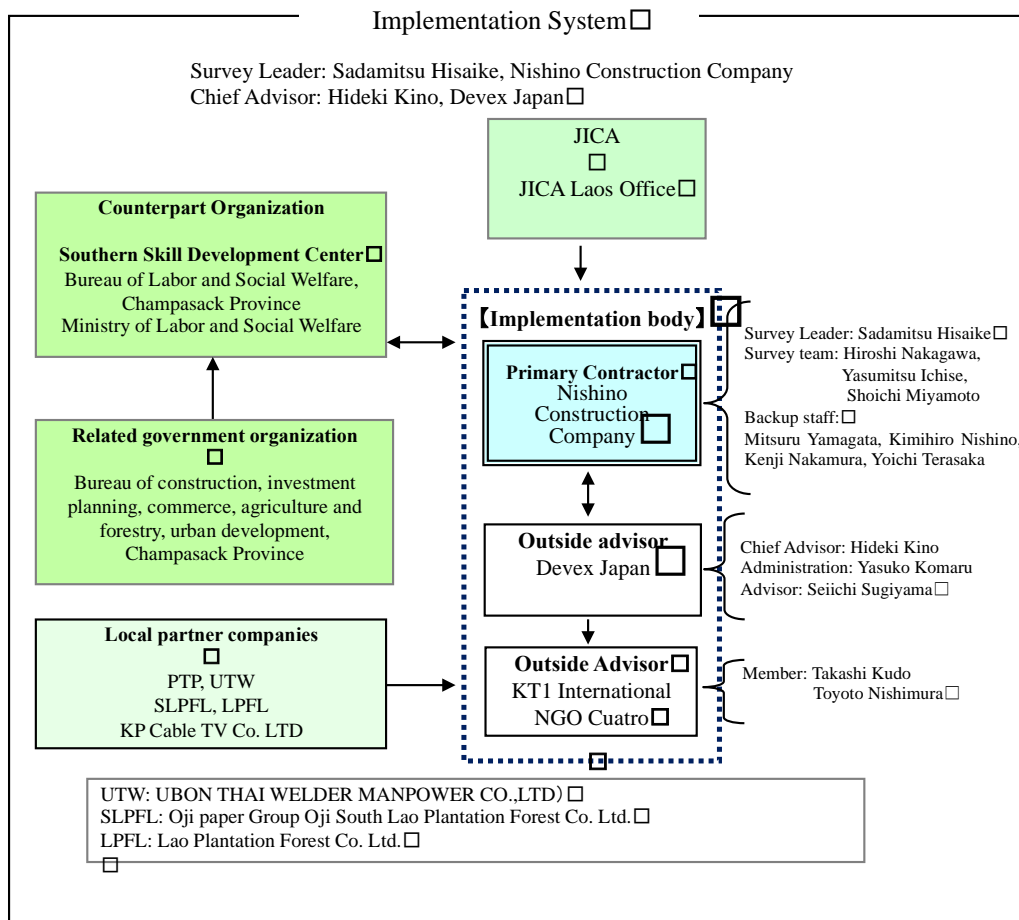 Implementation System
Survey Leader: Sadamitsu Hisaike, Nishino Construction Company
Chief Advisor: Hideki Kino, Devex Japan
JICA
JICA Laos Office
Counterpart Organization
Southern Skill Development Center
Bureau of Labor and Social Welfare,
Champasack Province
Ministry of Labor and Social Welfare
【Implementation body】
Primary Contractor
Nishino
Construction
Company
Survey Leader: Sadamitsu Hisaike
Survey team: Hiroshi Nakagawa,
Yasumitsu Ichise,
Shoichi Miyamoto
Backup staff:
Mitsuru Yamagata, Kimihiro Nishino,
Kenji Nakamura, Yoichi Terasaka
Related government organization
Bureau of construction, investment
planning, commerce, agriculture and
forestry, urban development,
Champasack Province
Outside advisor
Devex Japan
Chief Advisor: Hideki Kino
Administration: Yasuko Komaru
Advisor: Seiichi Sugiyama
Local partner companies
PTP, UTW
SLPFL, LPFL
KP Cable TV Co. LTD
Outside Advisor
KT1 International
NGO Cuatro
Member: Takashi Kudo
Toyoto Nishimura
UTW: UBON THAI WELDER MANPOWER CO.,LTD）
SLPFL: Oji paper Group Oji South Lao Plantation Forest Co. Ltd.
LPFL: Lao Plantation Forest Co. Ltd.